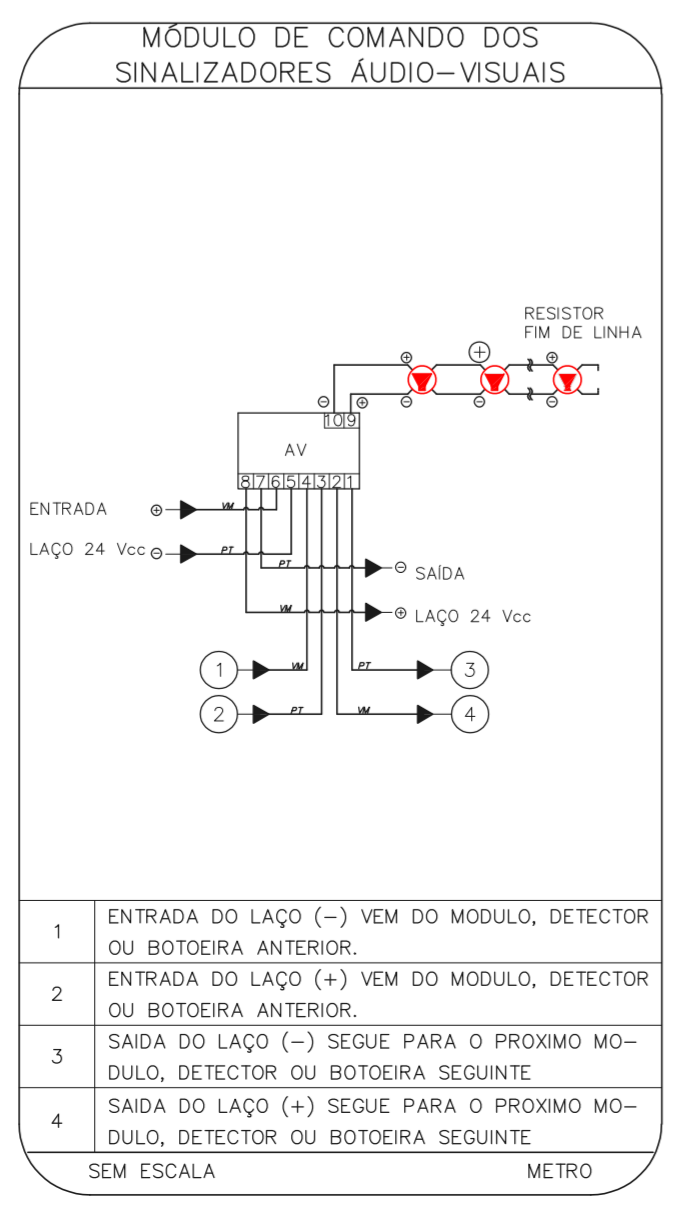 MÓDULO DE COMANDO DOS
SINALIZADORES ÁUDIO-VISUAIS
RESISTOR
FIM DE LINHA
10 9
AV
8 7 6 5 4 3 2 1
ENTRADA
VM
LAÇO 24 Vcc
PT
PT
SAÍDA
VM
LAÇO 24 Vcc
1
VM
PT
3
2
PT
VM
4
1
ENTRADA DO LAÇO (-) VEM DO MODULO, DETECTOR
OU BOTOEIRA ANTERIOR.
2
ENTRADA DO LAÇO (+) VEM DO MODULO, DETECTOR
OU BOTOEIRA ANTERIOR.
3
SAIDA DO LAÇO (-) SEGUE PARA O PROXIMO MO-
DULO, DETECTOR OU BOTOEIRA SEGUINTE
4
SAIDA DO LAÇO (+) SEGUE PARA O PROXIMO MO-
DULO, DETECTOR OU BOTOEIRA SEGUINTE
SEM ESCALA
METRO